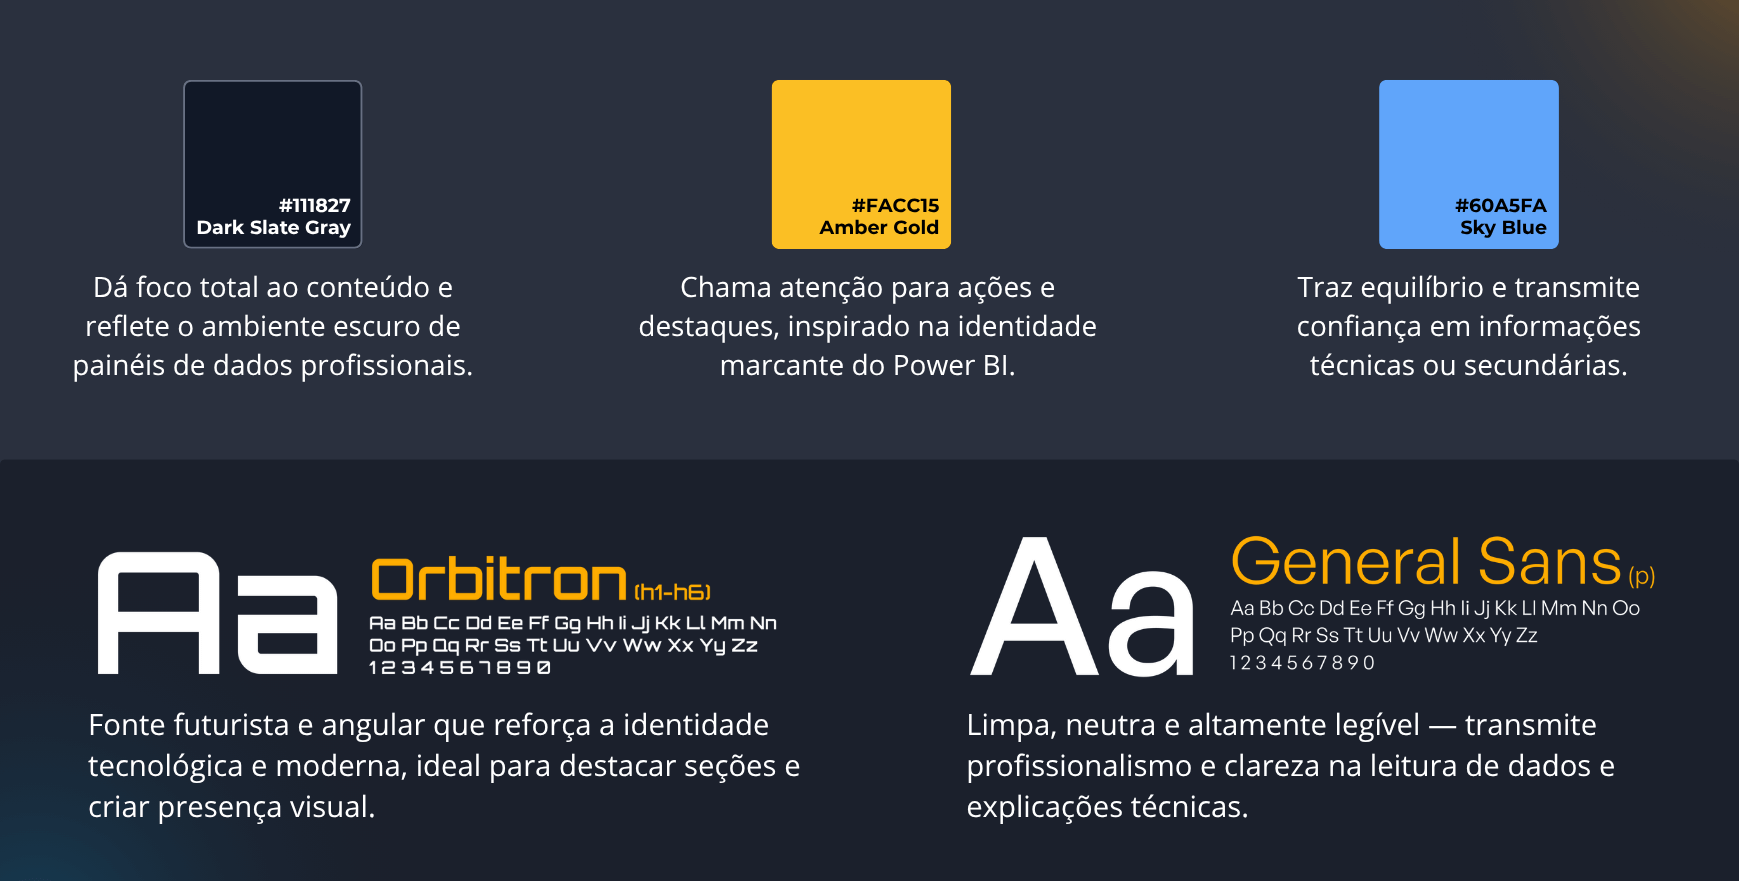 #111827
Dark Slate Gray
Dá foco total ao conteúdo e
reflete o ambiente escuro de
painéis de dados profissionais.
#FACC15
Amber Gold
Chama atenção para ações e
destaques, inspirado na identidade
marcante do Power BI.
#60A5FA
Sky Blue
Traz equilíbrio e transmite
confiança em informações
técnicas ou secundárias.
Aa
Orbitron (h1-h6)
Aa Bb Cc Dd Ee Ff Gg Hh Ii Jj Kk Ll Mm Nn
Oo Pp Qq Rr Ss Tt Uu Vv Ww Xx Yy Zz
1 2 3 4 5 6 7 8 9 0
Fonte futurista e angular que reforça a identidade
tecnológica e moderna, ideal para destacar seções e
criar presença visual.
Aa
General Sans (p)
Aa Bb Cc Dd Ee Ff Gg Hh Ii Jj Kk Ll Mm Nn Oo
Pp Qq Rr Ss Tt Uu Vv Ww Xx Yy Zz
1 2 3 4 5 6 7 8 9 0
Limpa, neutra e altamente legível — transmite
profissionalismo e clareza na leitura de dados e
explicações técnicas.